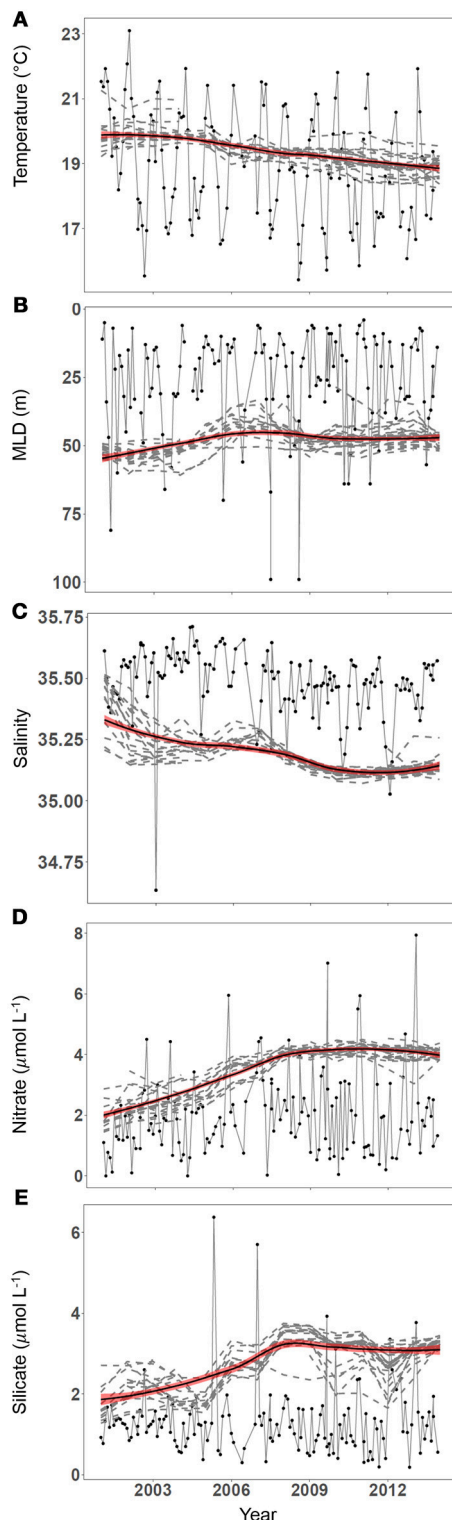 A
Temperature (°C)
23
21
19
17
B
MLD (m)
0
25
50
75
100
C
Salinity
35.75
35.50
35.25
35.00
34.75
D
Nitrate (μmol L-1)
8
6
4
2
0
E
Silicate (μmol L-1)
6
4
2
0
2003 2006 2009 2012
Year